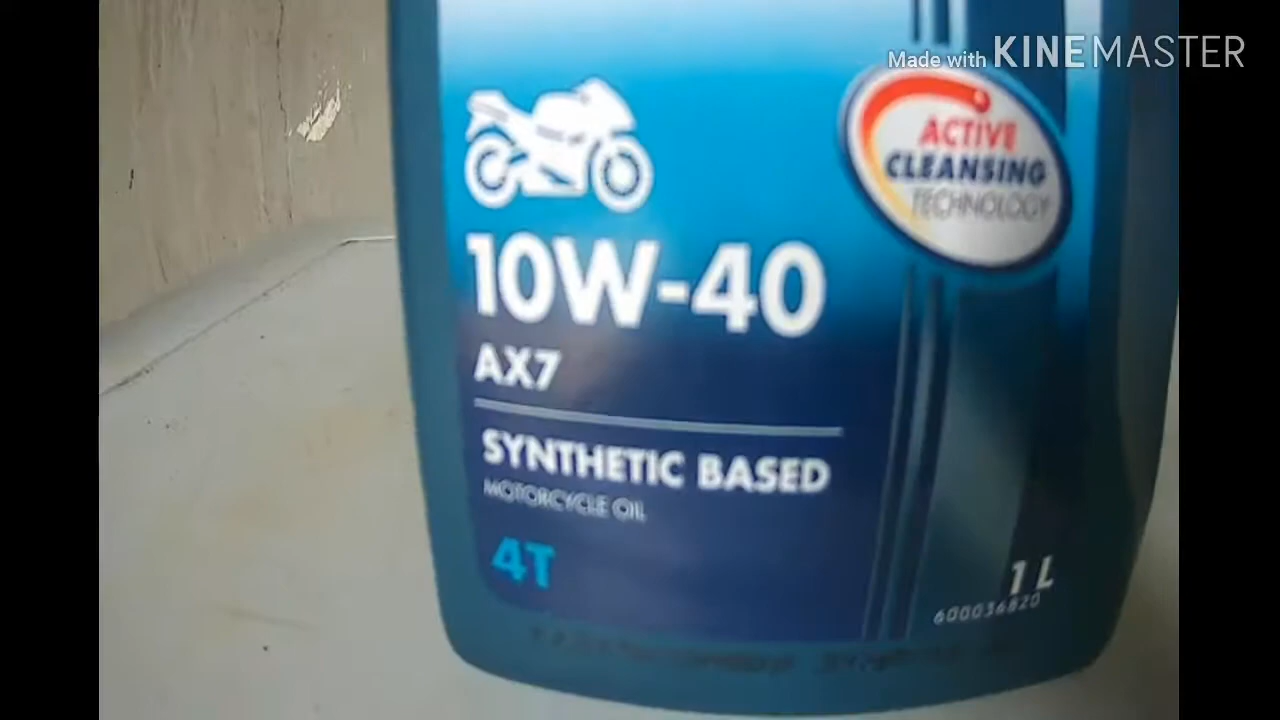 Made with KINEMASTER
ACTIVE
CLEANSING
TECHNOLOGY
10W-40
AX7
SYNTHETIC BASED
MOTORCYCLE OIL
4T
1 L
600036820